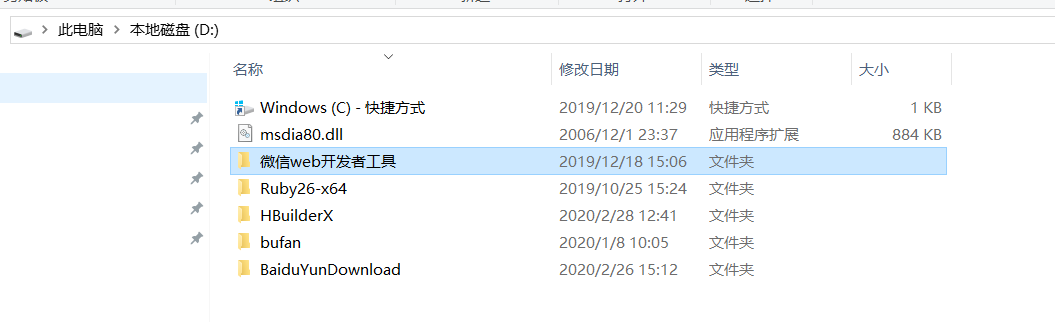 此电脑 本地磁盘 (D:)
名称 修改日期 类型 大小
Windows (C) - 快捷方式 2019/12/20 11:29 快捷方式 1 KB
msdia80.dll 2006/12/1 23:37 应用程序扩展 884 KB
微信web开发者工具 2019/12/18 15:06 文件夹
Ruby26-x64 2019/10/25 15:24 文件夹
HBuilderX 2020/2/28 12:41 文件夹
bufan 2020/1/8 10:05 文件夹
BaiduYunDownload 2020/2/26 15:12 文件夹